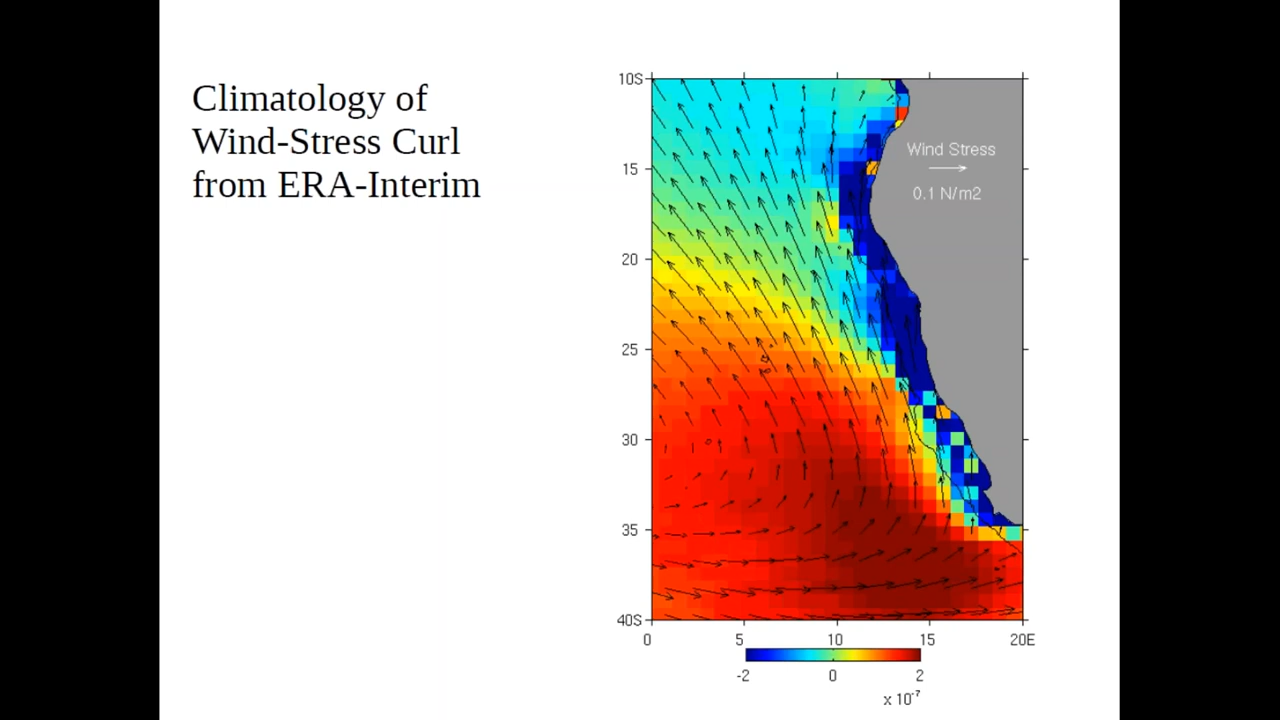 Climatology of
Wind-Stress Curl
from ERA-Interim
10S
15
20
25
30
35
40S
Wind Stress
0.1 N/m2
0 5 10 15 20E
-2 0 2
x 10⁻⁷